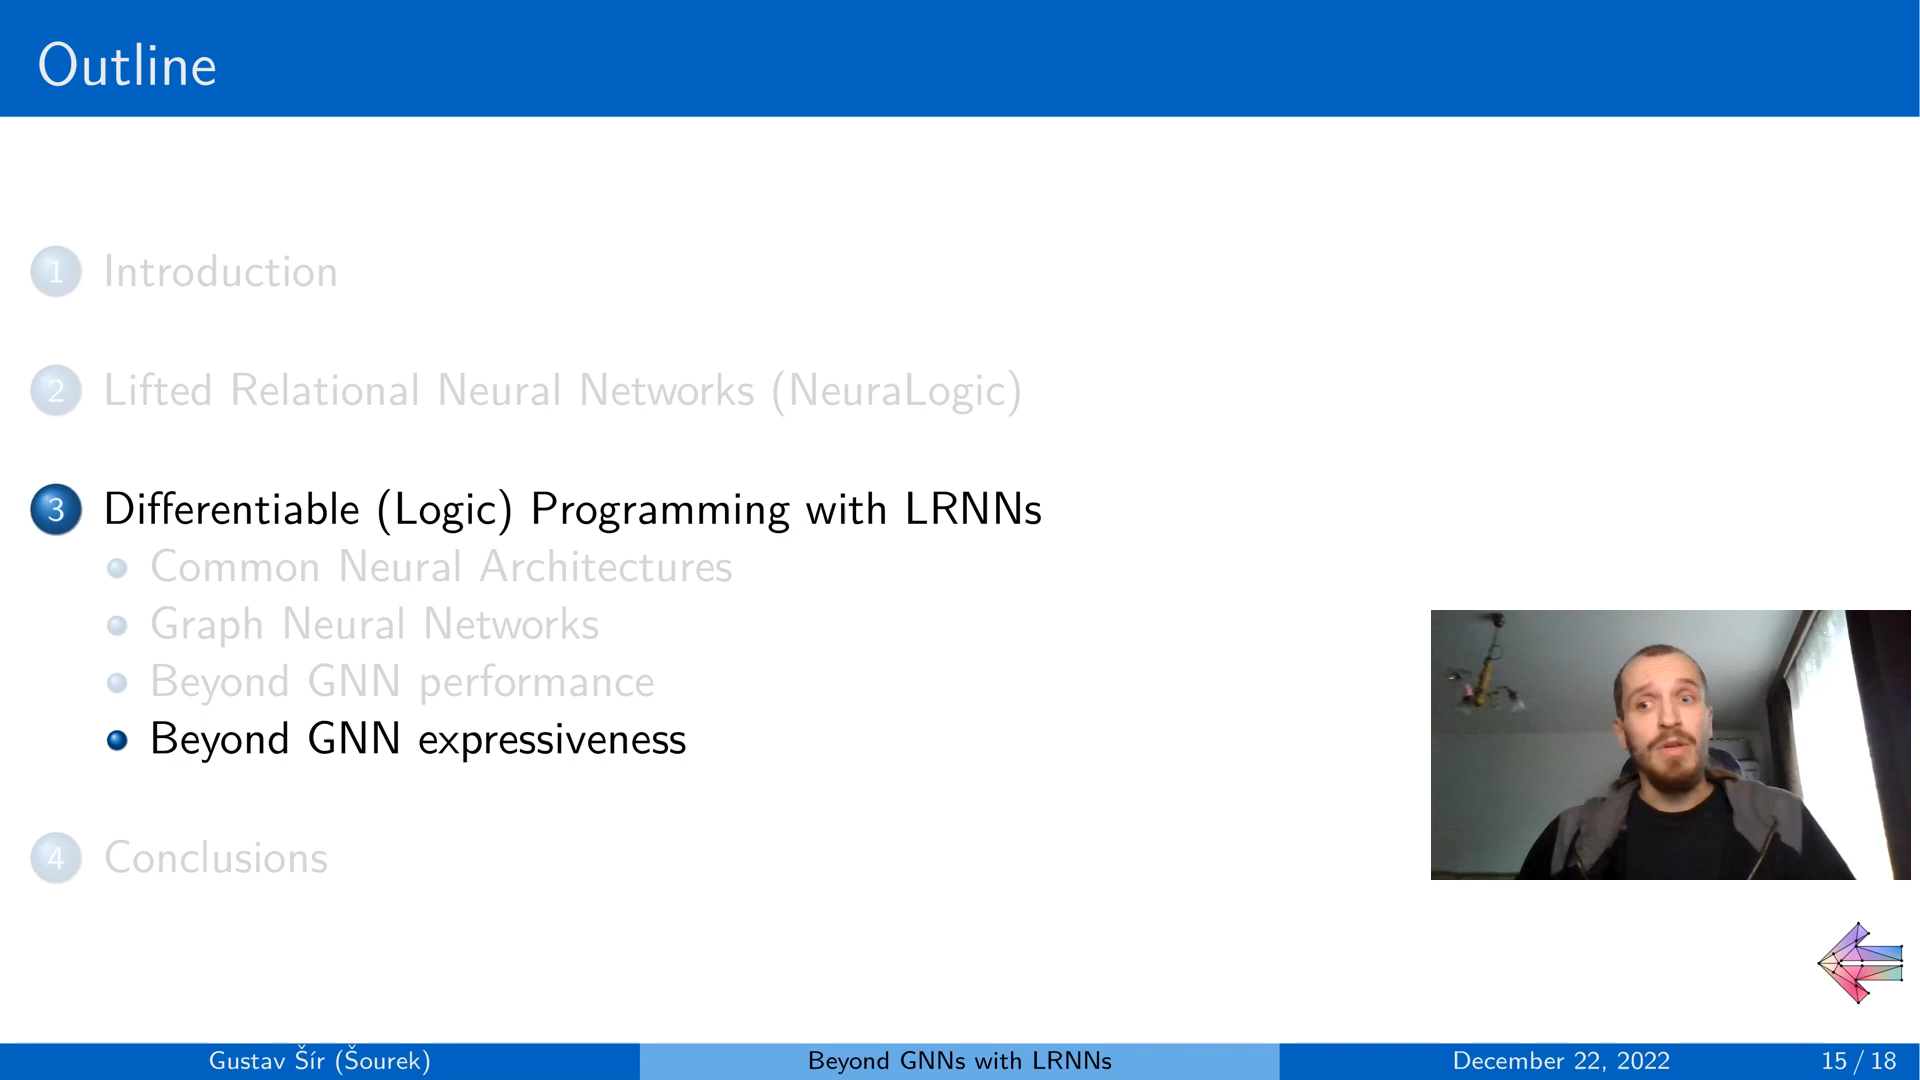 Outline
1 Introduction
2 Lifted Relational Neural Networks (NeuraLogic)
3 Differentiable (Logic) Programming with LRNNs
Common Neural Architectures
Graph Neural Networks
Beyond GNN performance
Beyond GNN expressiveness
4 Conclusions
Gustav Šír (Šourek) Beyond GNNs with LRNNs December 22, 2022 15 / 18